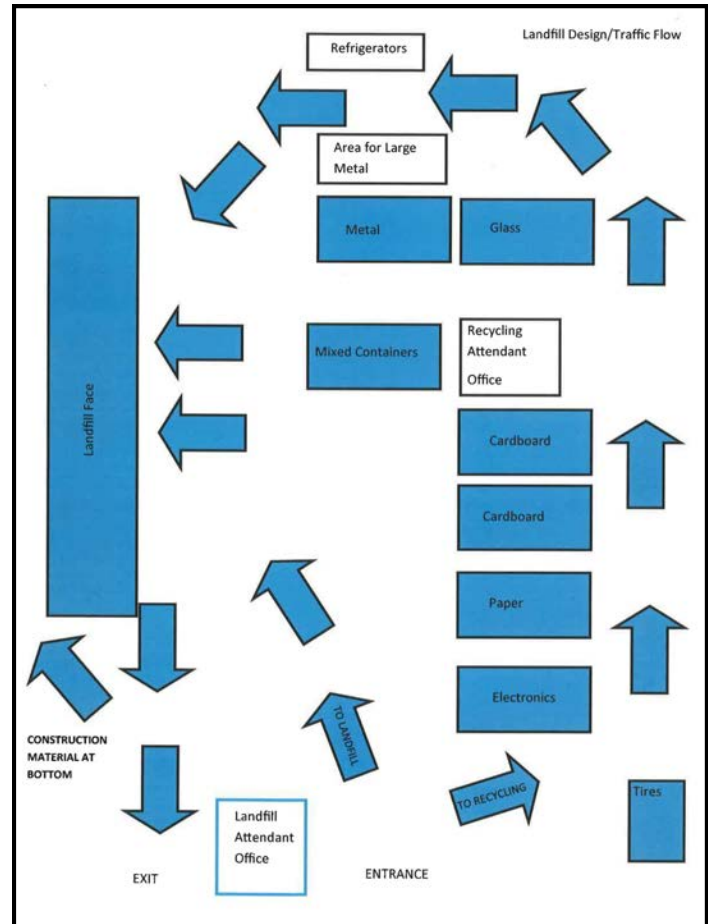 Landfill Design/Traffic Flow
Refrigerators
Area for Large
Metal
Metal
Glass
Mixed Containers
Recycling
Attendant
Office
Landfill Face
Cardboard
Cardboard
Paper
Electronics
TO LANDFILL
TO RECYCLING
CONSTRUCTION
MATERIAL AT
BOTTOM
Tires
Landfill
Attendant
Office
EXIT
ENTRANCE